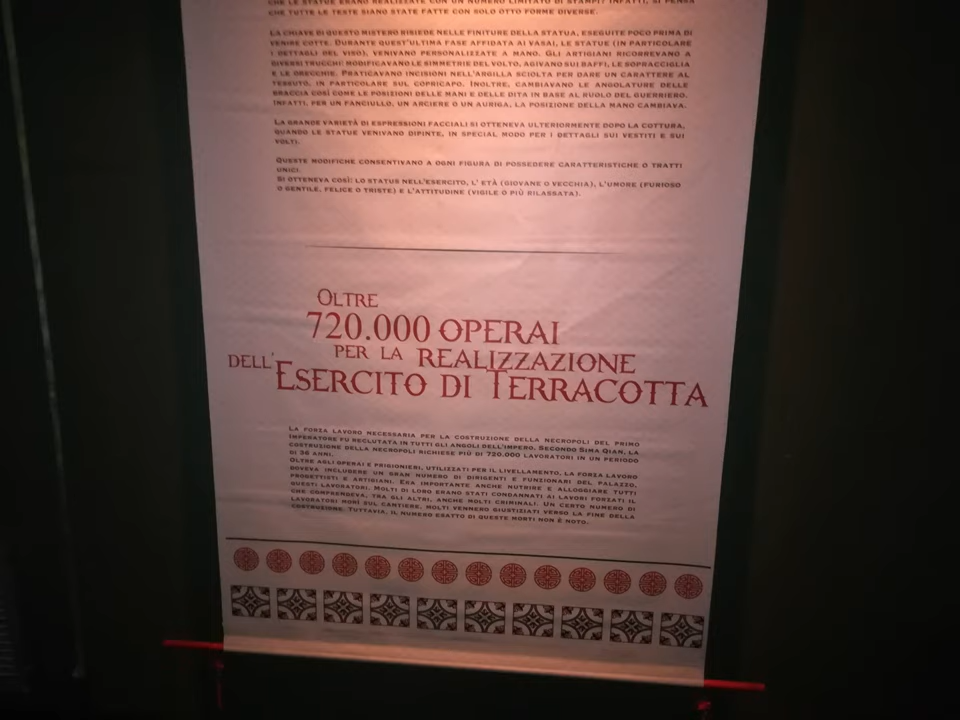 CHE LE STATUE ERANO REALIZZATE CON UN NUMERO LIMITATO DI STAMPI? INFATTI, SI PENSA
CHE TUTTE LE TESTE SIANO STATE FATTE CON SOLO OTTO FORME DIVERSE.
LA CHIAVE DI QUESTO MISTERO RISIEDE NELLE FINITURE DELLA STATUA, ESEGUITE POCO PRIMA DI
VENIRE COTTE. DURANTE QUEST'ULTIMA FASE AFFIDATA AI VASAI, LE STATUE (IN PARTICOLARE
I DETTAGLI DEL VISO), VENIVANO PERSONALIZZATE A MANO. GLI ARTIGIANI RICORREVANO A
DIVERSI TRUCCHI: MODIFICAVANO LE SIMMETRIE DEL VOLTO, AGIVANO SUI BAFFI, LE SOPRACCIGLIA
E LE ORECCHIE. PRATICAVANO INCISIONI NELL'ARGILLA SCIOLTA PER DARE UN CARATTERE AL
TESSUTO, IN PARTICOLARE SUL COPRICAPO. INOLTRE, CAMBIAVANO LE ANGOLATURE DELLE
BRACCIA COSÌ COME LE POSIZIONI DELLE MANI E DELLE DITA IN BASE AL RUOLO DEL GUERRIERO.
INFATTI, PER UN FANCIULLO, UN ARCIERE O UN AURIGA, LA POSIZIONE DELLA MANO CAMBIAVA.
LA GRANDE VARIETÀ DI ESPRESSIONI FACCIALI SI OTTENEVA ULTERIORMENTE DOPO LA COTTURA,
QUANDO LE STATUE VENIVANO DIPINTE, IN SPECIAL MODO PER I DETTAGLI SUI VESTITI E SUI
VOLTI.
QUESTE MODIFICHE CONSENTIVANO A OGNI FIGURA DI POSSEDERE CARATTERISTICHE O TRATTI
UNICI.
SI OTTENEVA COSÌ: LO STATUS NELL'ESERCITO, L' ETÀ (GIOVANE O VECCHIA), L'UMORE (FURIOSO
O GENTILE, FELICE O TRISTE) E L'ATTITUDINE (VIGILE O PIÙ RILASSATA).
OLTRE
720.000 OPERAI
PER LA REALIZZAZIONE
DELL'ESERCITO DI TERRACOTTA
LA FORZA LAVORO NECESSARIA PER LA COSTRUZIONE DELLA NECROPOLI DEL PRIMO
IMPERATORE FU RECLUTATA IN TUTTI GLI ANGOLI DELL'IMPERO. SECONDO SIMA QIAN, LA
COSTRUZIONE DELLA NECROPOLI RICHIESE PIÙ DI 720.000 LAVORATORI IN UN PERIODO
DI 36 ANNI.
OLTRE AGLI OPERAI E PRIGIONIERI, UTILIZZATI PER IL LIVELLAMENTO, LA FORZA LAVORO
DOVEVA INCLUDERE UN GRAN NUMERO DI DIRIGENTI E FUNZIONARI DEL PALAZZO,
PROGETTISTI E ARTIGIANI. ERA IMPORTANTE ANCHE NUTRIRE E ALLOGGIARE TUTTI
QUESTI LAVORATORI. MOLTI DI LORO ERANO STATI CONDANNATI AI LAVORI FORZATI IL
CHE COMPRENDEVA, TRA GLI ALTRI, ANCHE MOLTI CRIMINALI. UN CERTO NUMERO DI
LAVORATORI MORÌ SUL CANTIERE, MOLTI VENNERO GIUSTIZIATI VERSO LA FINE DELLA
COSTRUZIONE. TUTTAVIA, IL NUMERO ESATTO DI QUESTE MORTI NON È NOTO.